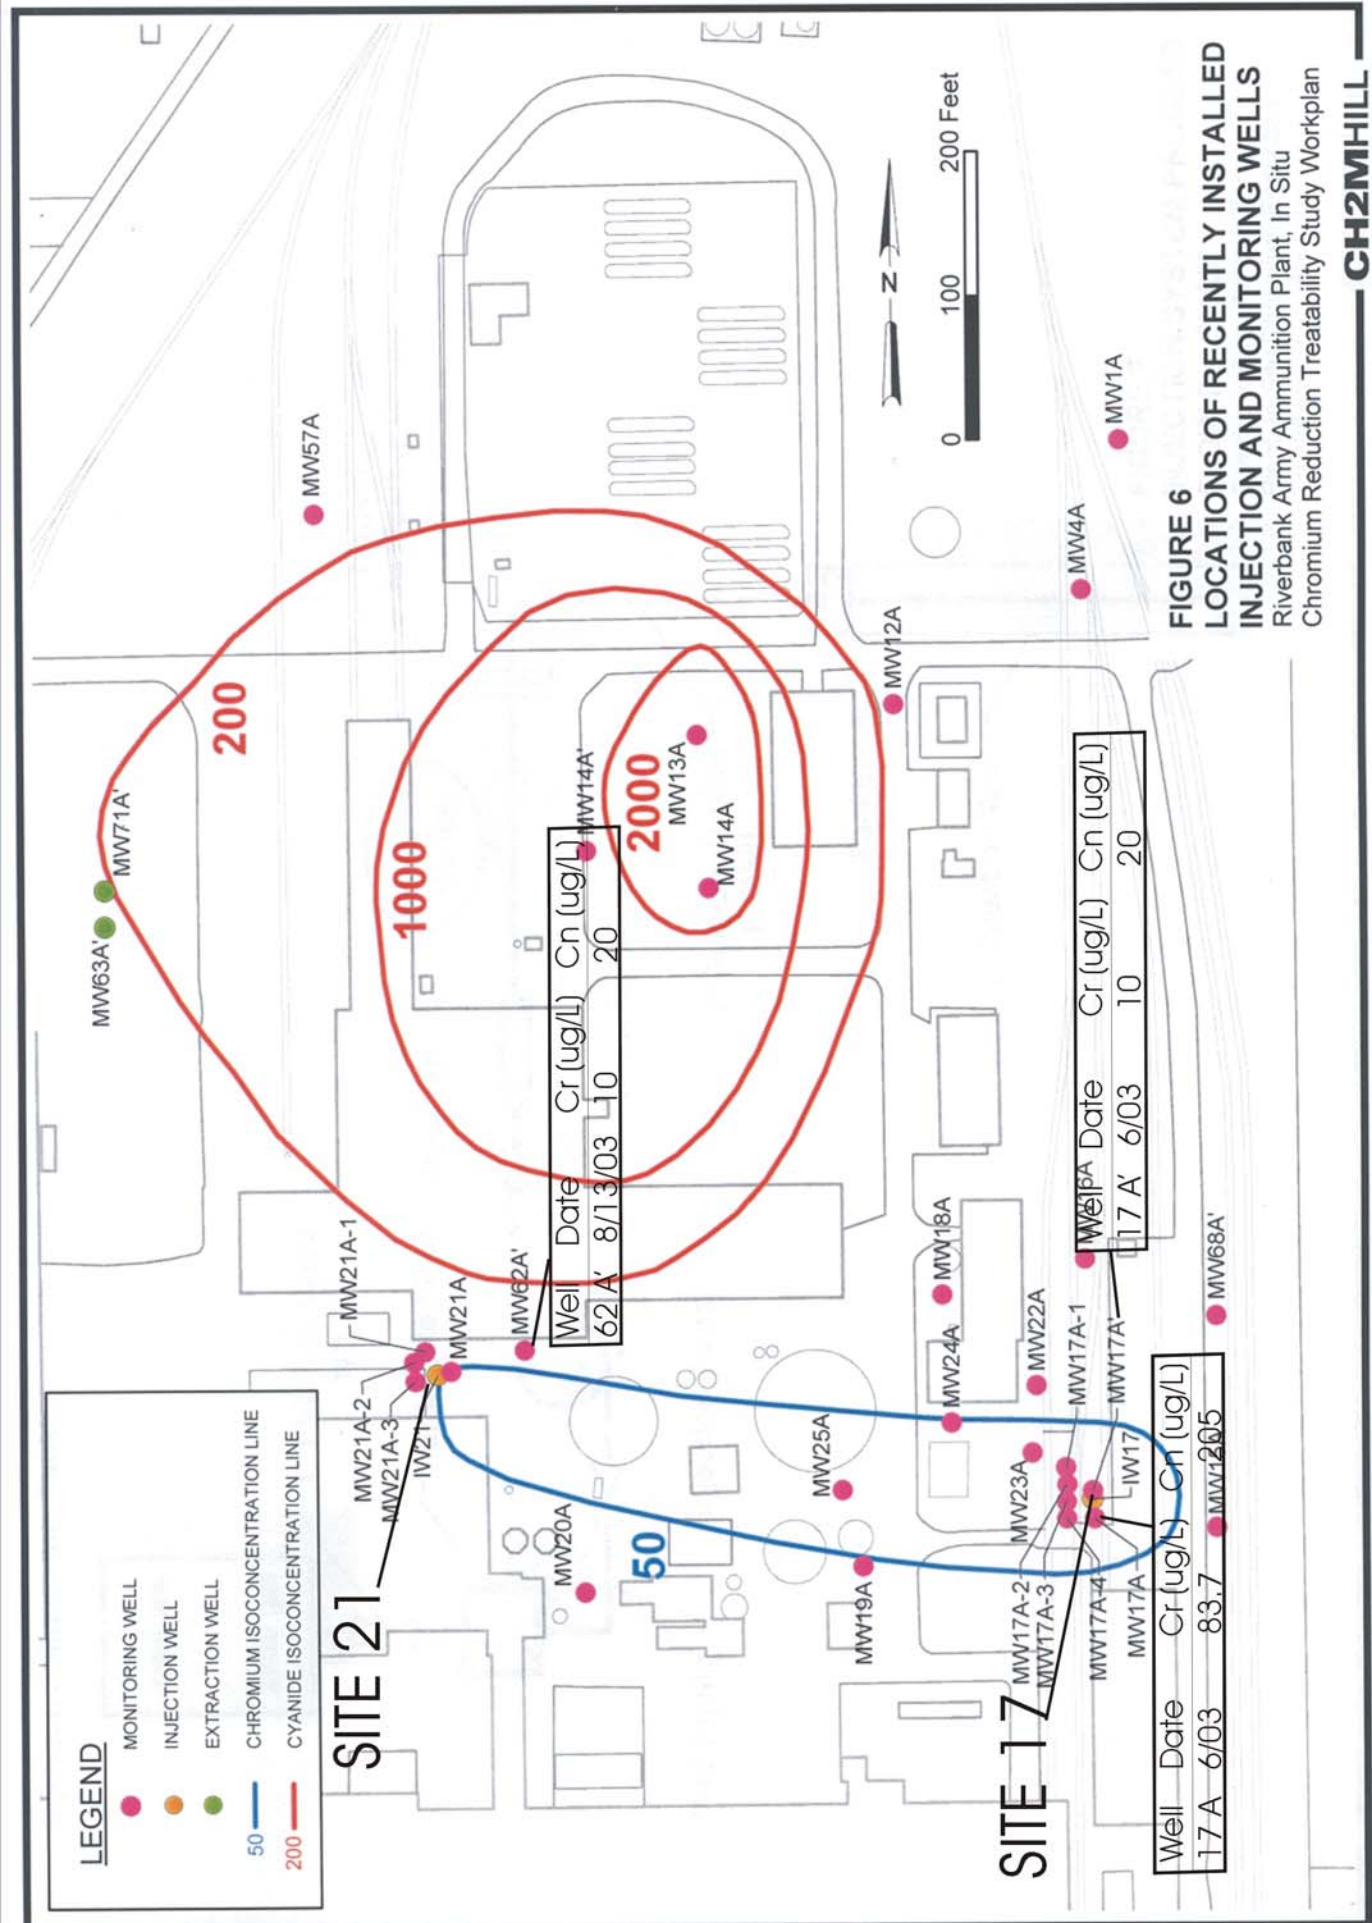 LEGEND
MONITORING WELL
INJECTION WELL
EXTRACTION WELL
50 CHROMIUM ISOCONCENTRATION LINE
200 CYANIDE ISOCONCENTRATION LINE
MW63A'
MW71A'
200
MW57A
SITE 21
MW21A-1
MW21A-2
MW21A-3
IW21
MW21A
MW62A'
1000
Well Date Cr (ug/L) Cn (ug/L)
62 A' 8/13/03 10 20
MW14A'
2000
MW13A
MW14A
MW20A
50
MW25A
MW19A
MW12A
N
0 100 200 Feet
MW18A
MW24A
MW22A
MW23A
MW17A-1
MW17A'
IW17
MW17A-2
MW17A-3
MW17A-4
MW17A
SITE 17
MW4A
MW1A
Well Date Cr (ug/L) Cn (ug/L)
17 A' 6/03 10 20
MW68A'
Well Date Cr (ug/L) Cn (ug/L)
17 A 6/03 83.7 205
FIGURE 6
LOCATIONS OF RECENTLY INSTALLED
INJECTION AND MONITORING WELLS
Riverbank Army Ammunition Plant, In Situ
Chromium Reduction Treatability Study Workplan
CH2MHILL